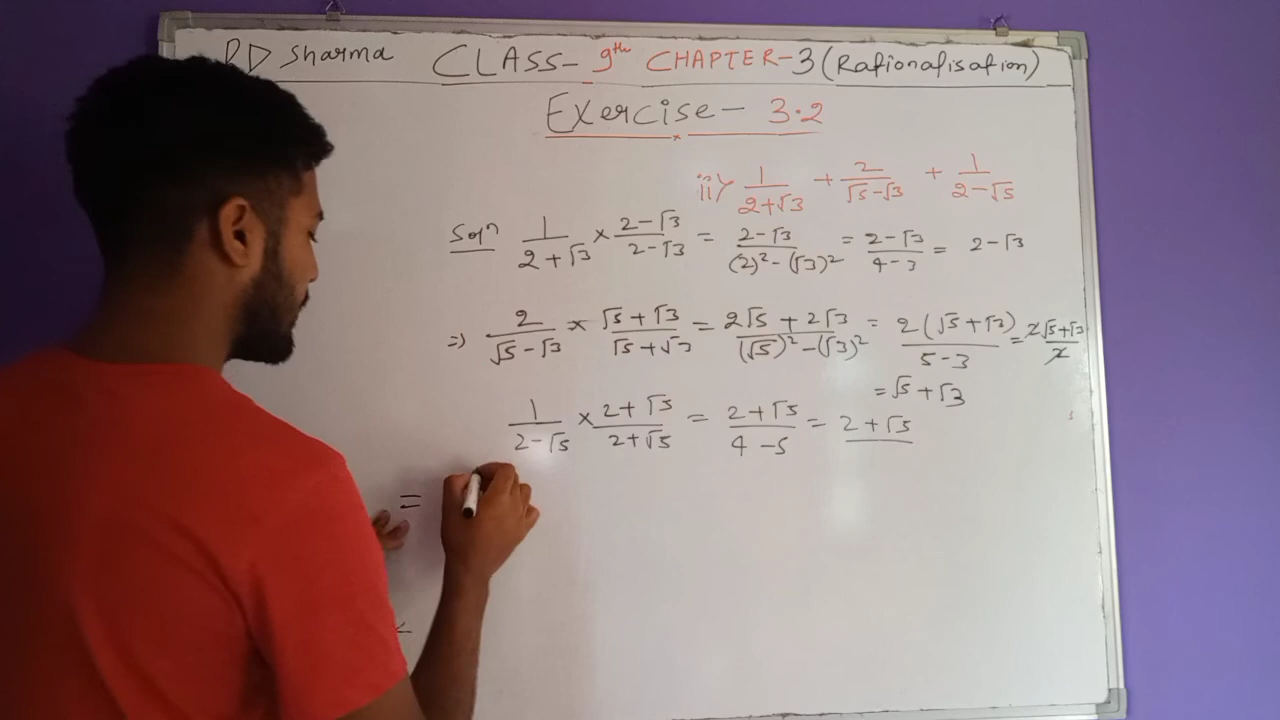 RD Sharma CLASS- 9th CHAPTER-3 (Rationalisation)
Exercise- 3.2
ii) 1/(2+√3) + 2/(√5-√3) + 1/(2-√5)
Sol^n 1/(2+√3) × (2-√3)/(2-√3) = (2-√3)/((2)²-(√3)²) = (2-√3)/(4-3) = 2-√3
=> 2/(√5-√3) × (√5+√3)/(√5+√3) = (2√5+2√3)/((√5)²-(√3)²) = 2(√5+√3)/(5-3) = 2√5+√3/2
= √5+√3
1/(2-√5) × (2+√5)/(2+√5) = (2+√5)/(4-5) = 2+√5
=